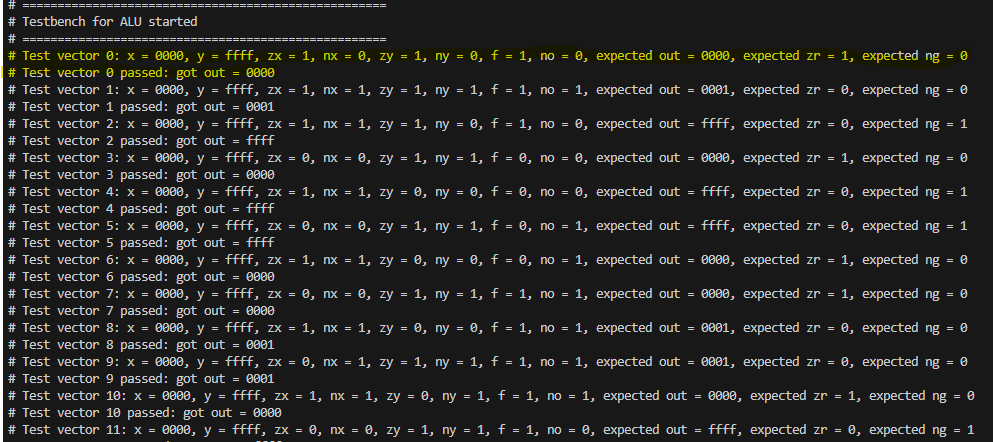 # ====================================================
# Testbench for ALU started
# ====================================================
# Test vector 0: x = 0000, y = ffff, zx = 1, nx = 0, zy = 1, ny = 0, f = 1, no = 0, expected out = 0000, expected zr = 1, expected ng = 0
# Test vector 0 passed: got out = 0000
# Test vector 1: x = 0000, y = ffff, zx = 1, nx = 1, zy = 1, ny = 1, f = 1, no = 1, expected out = 0001, expected zr = 0, expected ng = 0
# Test vector 1 passed: got out = 0001
# Test vector 2: x = 0000, y = ffff, zx = 1, nx = 1, zy = 1, ny = 0, f = 1, no = 0, expected out = ffff, expected zr = 0, expected ng = 1
# Test vector 2 passed: got out = ffff
# Test vector 3: x = 0000, y = ffff, zx = 0, nx = 0, zy = 1, ny = 1, f = 0, no = 0, expected out = 0000, expected zr = 1, expected ng = 0
# Test vector 3 passed: got out = 0000
# Test vector 4: x = 0000, y = ffff, zx = 1, nx = 1, zy = 0, ny = 0, f = 0, no = 0, expected out = ffff, expected zr = 0, expected ng = 1
# Test vector 4 passed: got out = ffff
# Test vector 5: x = 0000, y = ffff, zx = 0, nx = 0, zy = 1, ny = 1, f = 0, no = 1, expected out = ffff, expected zr = 0, expected ng = 1
# Test vector 5 passed: got out = ffff
# Test vector 6: x = 0000, y = ffff, zx = 1, nx = 1, zy = 0, ny = 0, f = 0, no = 1, expected out = 0000, expected zr = 1, expected ng = 0
# Test vector 6 passed: got out = 0000
# Test vector 7: x = 0000, y = ffff, zx = 0, nx = 0, zy = 1, ny = 1, f = 1, no = 1, expected out = 0000, expected zr = 1, expected ng = 0
# Test vector 7 passed: got out = 0000
# Test vector 8: x = 0000, y = ffff, zx = 1, nx = 1, zy = 0, ny = 0, f = 1, no = 1, expected out = 0001, expected zr = 0, expected ng = 0
# Test vector 8 passed: got out = 0001
# Test vector 9: x = 0000, y = ffff, zx = 0, nx = 1, zy = 1, ny = 1, f = 1, no = 1, expected out = 0001, expected zr = 0, expected ng = 0
# Test vector 9 passed: got out = 0001
# Test vector 10: x = 0000, y = ffff, zx = 1, nx = 1, zy = 0, ny = 1, f = 1, no = 1, expected out = 0000, expected zr = 1, expected ng = 0
# Test vector 10 passed: got out = 0000
# Test vector 11: x = 0000, y = ffff, zx = 0, nx = 0, zy = 1, ny = 1, f = 1, no = 0, expected out = ffff, expected zr = 0, expected ng = 1